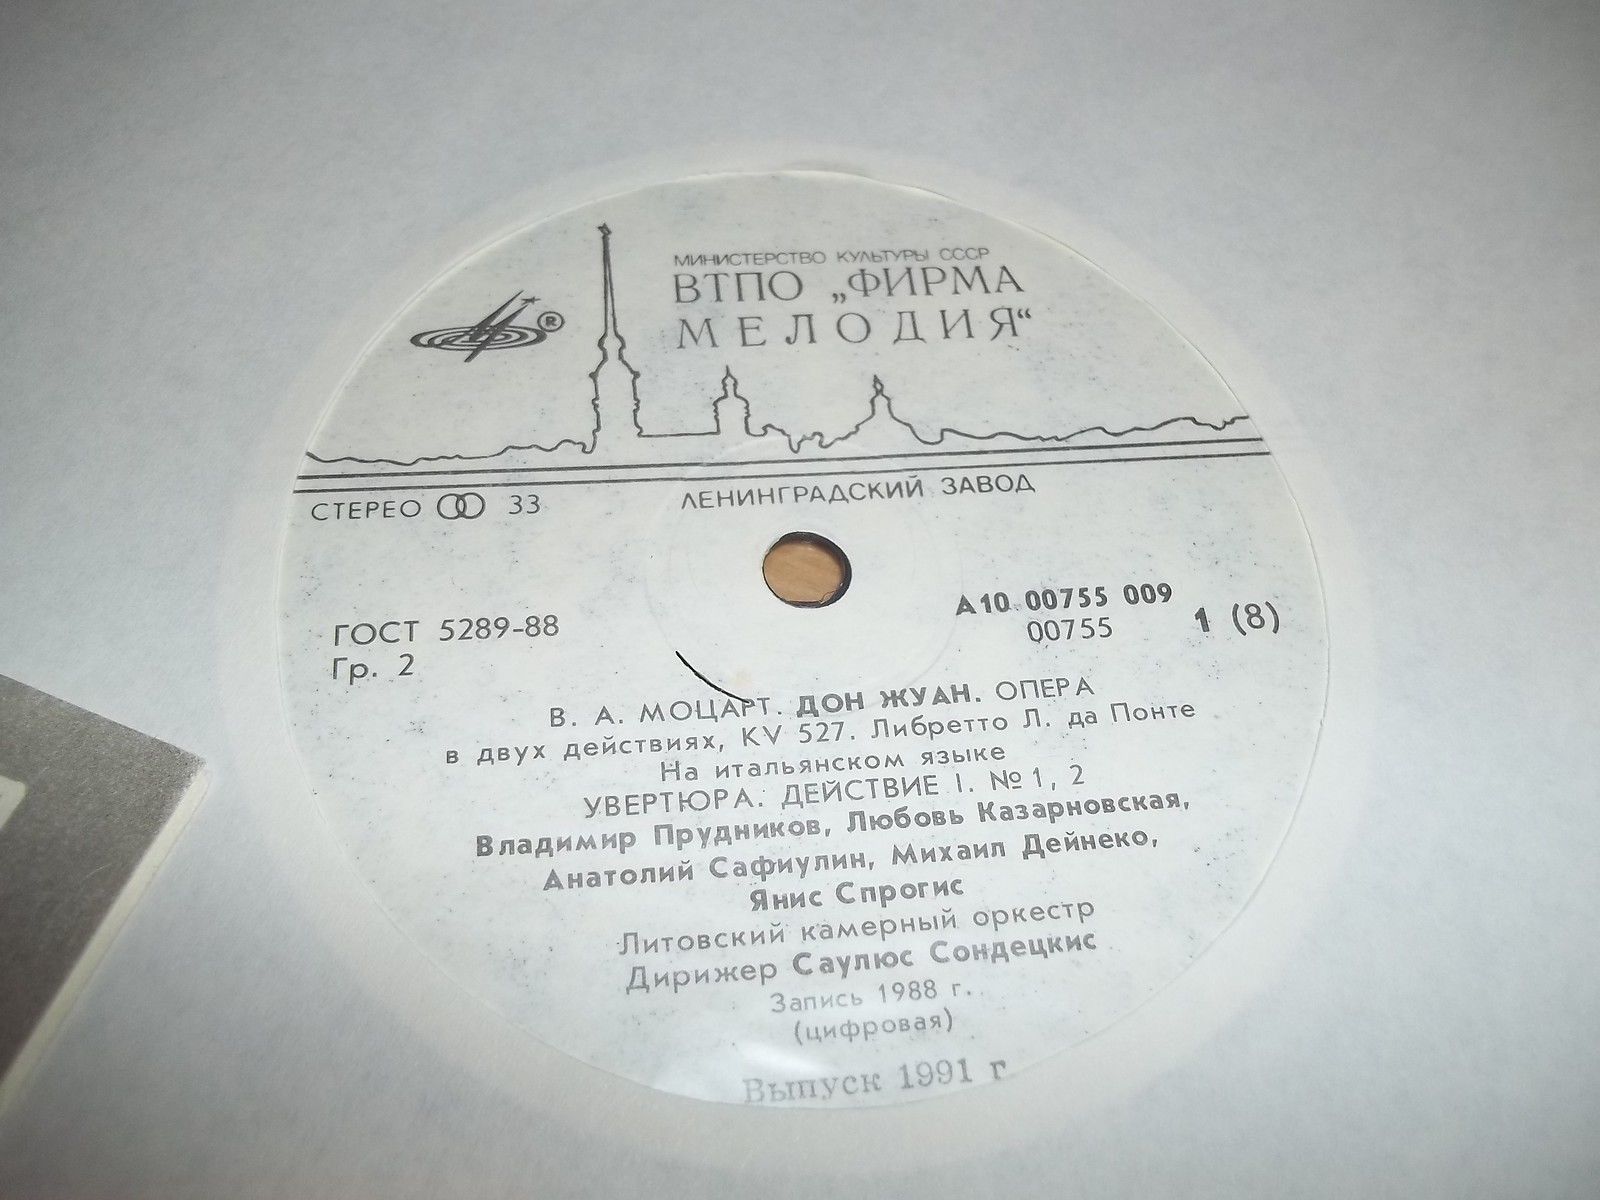 МИНИСТЕРСТВО КУЛЬТУРЫ СССР
ВТПО „ФИРМА
МЕЛОДИЯ“
®
СТЕРЕО 33
ЛЕНИНГРАДСКИЙ ЗАВОД
ГОСТ 5289-88
Гр. 2
А10 00755 009
00755
1 (8)
В. А. МОЦАРТ. ДОН ЖУАН. ОПЕРА
в двух действиях, KV 527. Либретто Л. да Понте
На итальянском языке
УВЕРТЮРА. ДЕЙСТВИЕ I. № 1, 2
Владимир Прудников, Любовь Казарновская,
Анатолий Сафиулин, Михаил Дейнеко,
Янис Спрогис
Литовский камерный оркестр
Дирижер Саулюс Сондецкис
Запись 1988 г.
(цифровая)
Выпуск 1991 г